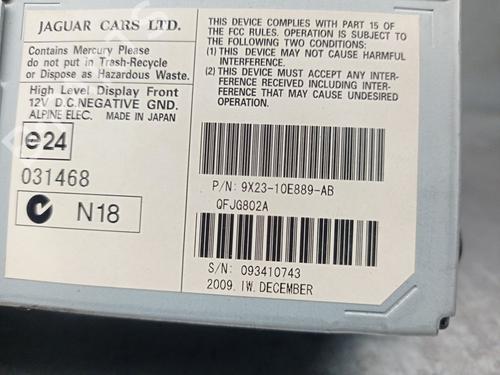 JAGUAR CARS LTD.
Contains Mercury Please
do not put in Trash-Recycle
or Dispose as Hazardous Waste.
High Level Display Front
12V D.C.NEGATIVE GND.
ALPINE ELEC. MADE IN JAPAN
e24
031468
N18
THIS DEVICE COMPLIES WITH PART 15 OF
THE FCC RULES. OPERATION IS SUBJECT TO
THE FOLLOWING TWO CONDITIONS:
(1) THIS DEVICE MAY NOT CAUSE HARMFUL
INTERFERENCE.
(2) THIS DEVICE MUST ACCEPT ANY INTER-
FERENCE RECEIVED INCLUDING INTER-
FERENCE THAT MAY CAUSE UNDESIRED
OPERATION.
P/N: 9X23-10E889-AB
QFJG802A
S/N: 093410743
2009. 1W. DECEMBER